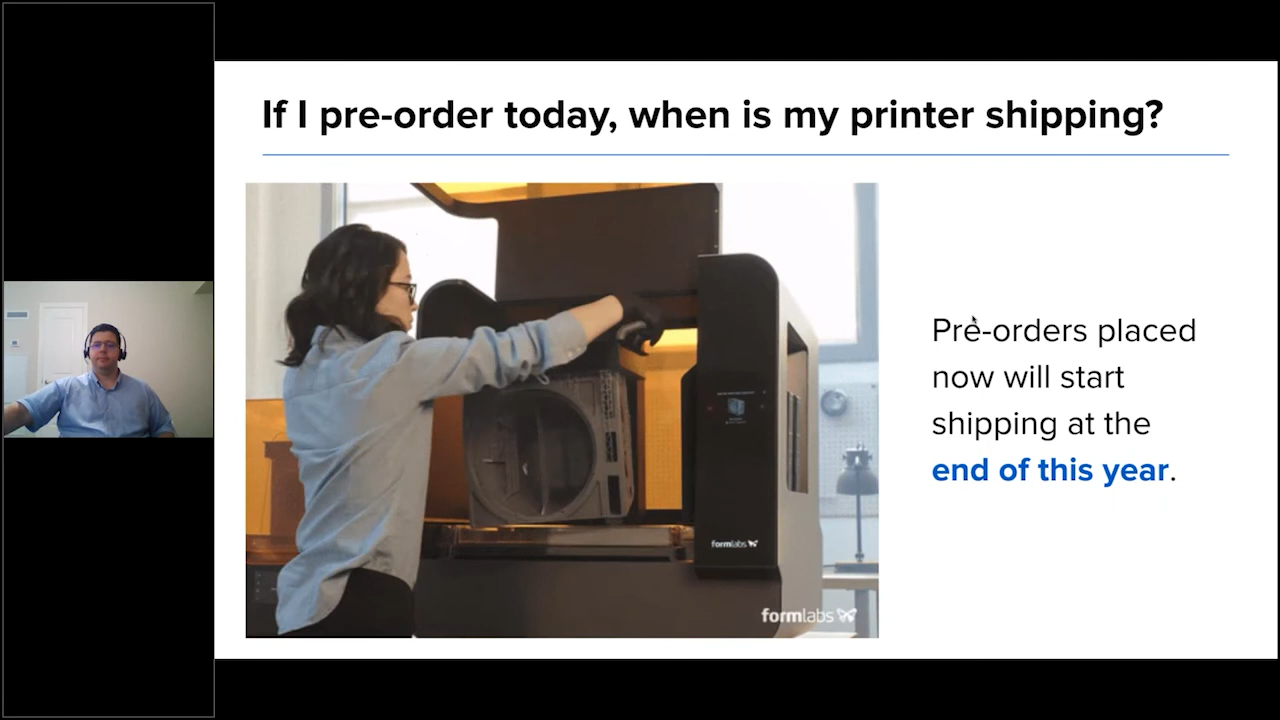 If I pre-order today, when is my printer shipping?
Pre-orders placed
now will start
shipping at the
end of this year.
formlabs
formlabs